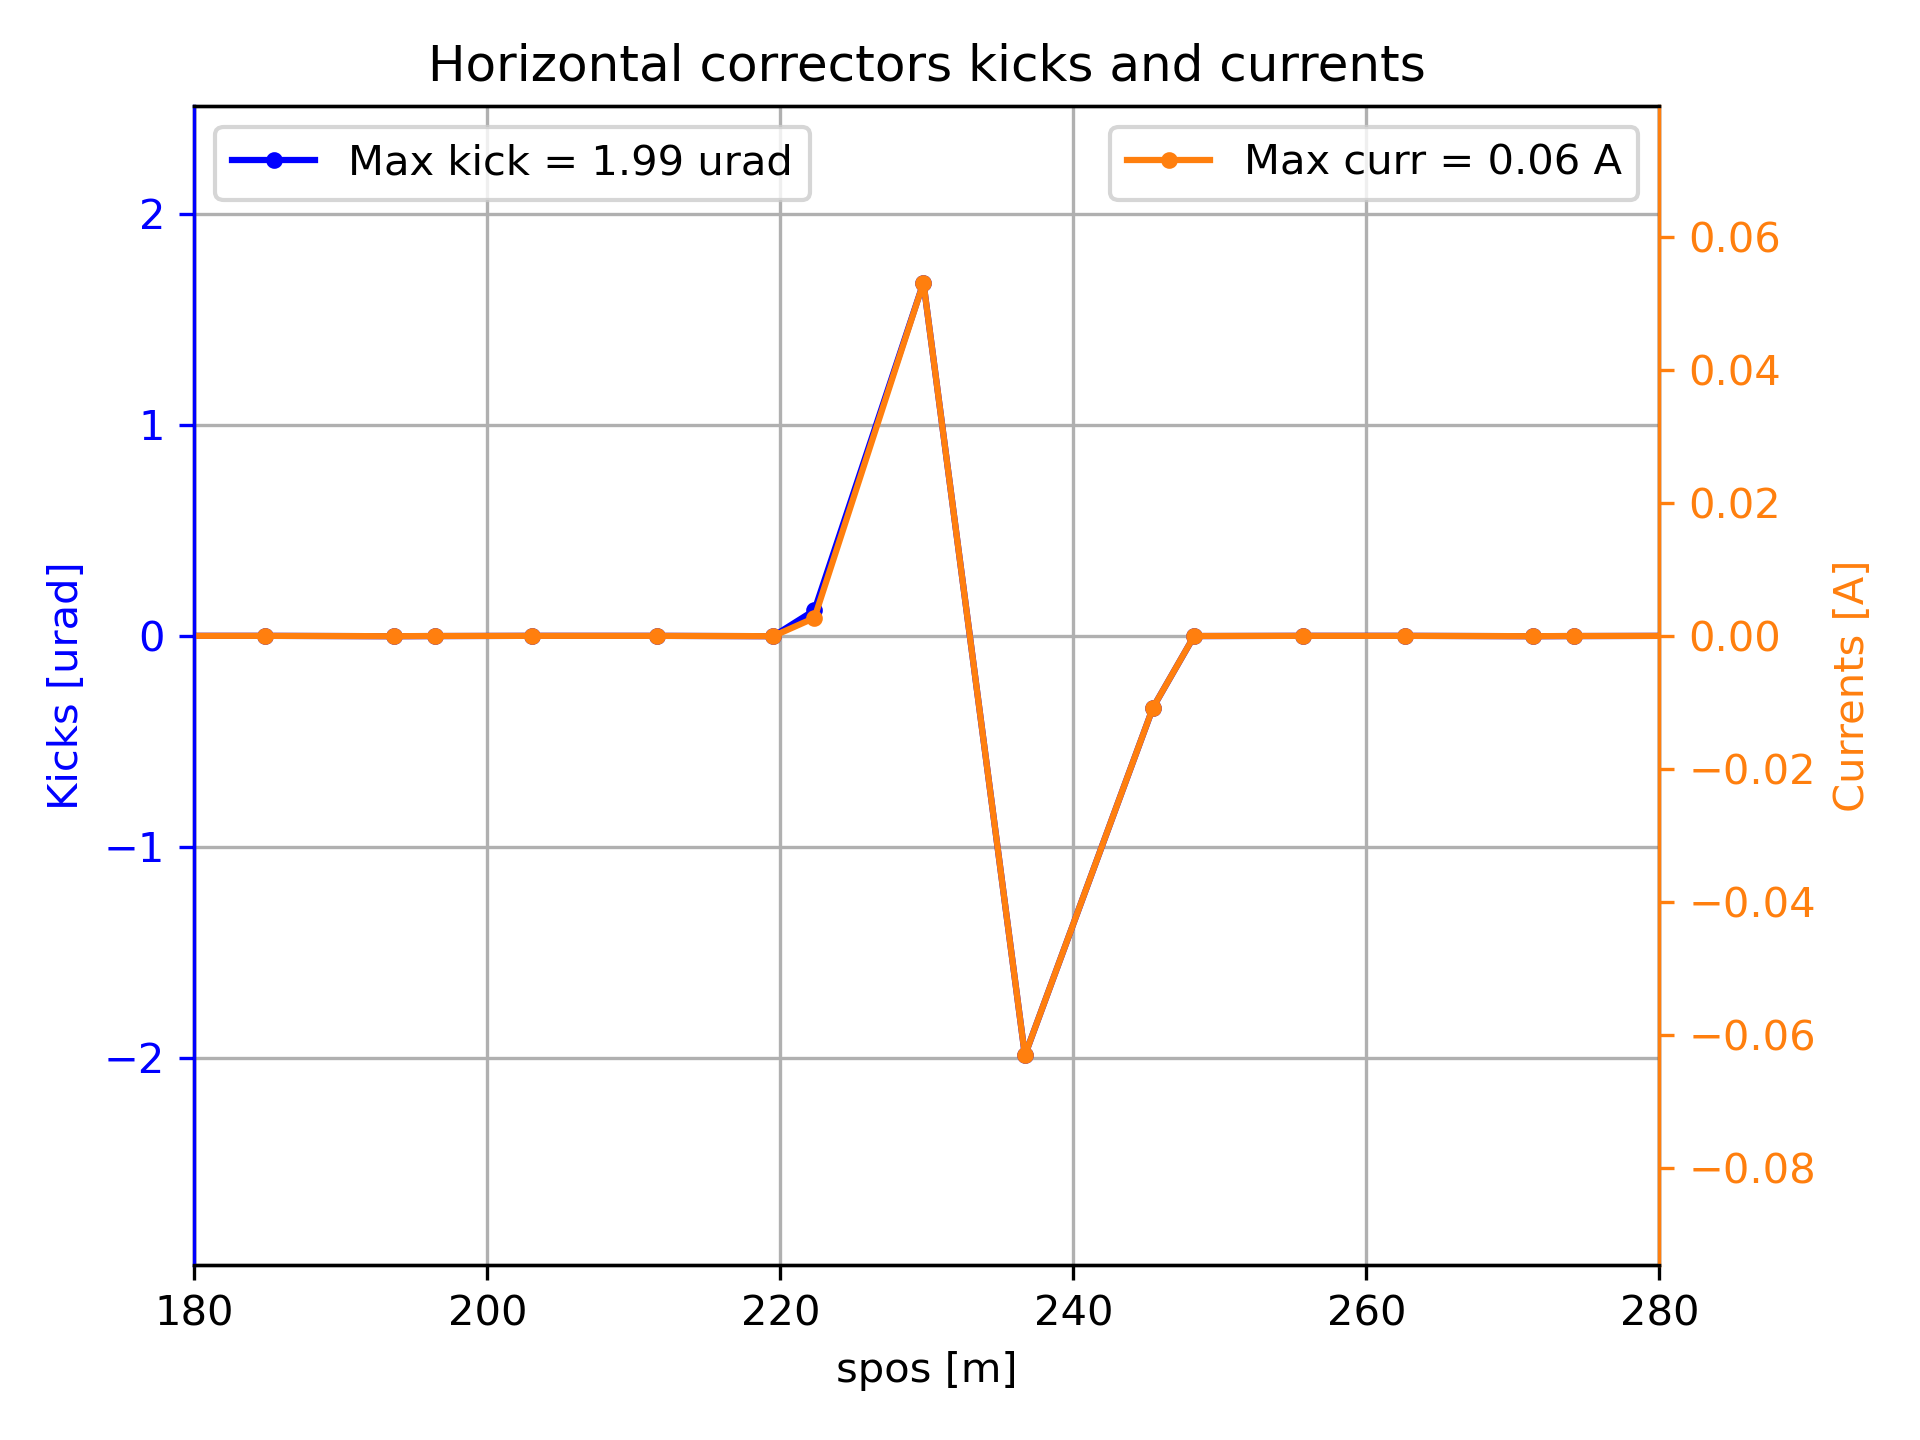 Horizontal correctors kicks and currents
Max kick = 1.99 urad
Max curr = 0.06 A
Kicks [urad]
2
1
0
−1
−2
0.06
0.04
0.02
0.00
−0.02
−0.04
−0.06
−0.08
Currents [A]
180 200 220 240 260 280
spos [m]